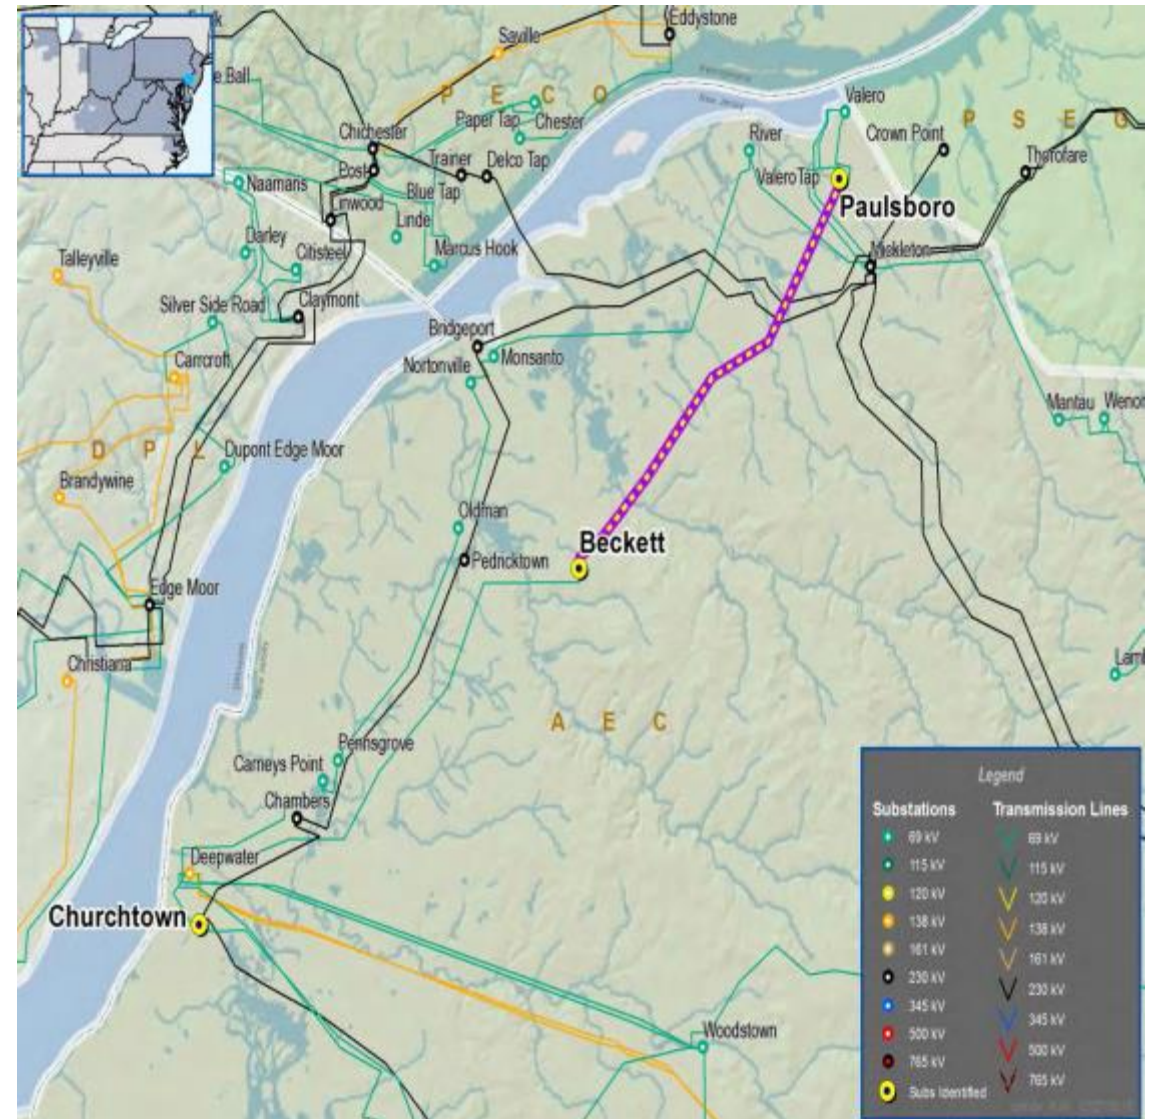 Eddystone
Saville
e Ball
P E C O
Paper Tap
Chester
Valero
Chichester
River
Crown Point
P S E G
Post
Trainer
Delco Tap
Thorofare
Naamans
Blue Tap
Valero Tap
Linwood
Paulsboro
Linde
Darley
Marcus Hook
Mickleton
Talleyville
Citisteel
Silver Side Road
Claymont
Bridgeport
Carrcroft
Nortonville
Monsanto
Mantau
Wenon
D P L
Dupont Edge Moor
Brandywine
Oldman
Beckett
Pedricktown
Edge Moor
Christiana
Lam
A E C
Pennsgrove
Carneys Point
Chambers
Deepwater
Churchtown
Woodstown
Legend
Substations
Transmission Lines
69 kV
69 kV
115 kV
115 kV
120 kV
120 kV
138 kV
138 kV
161 kV
161 kV
230 kV
230 kV
345 kV
345 kV
500 kV
500 kV
765 kV
765 kV
Subs Identified